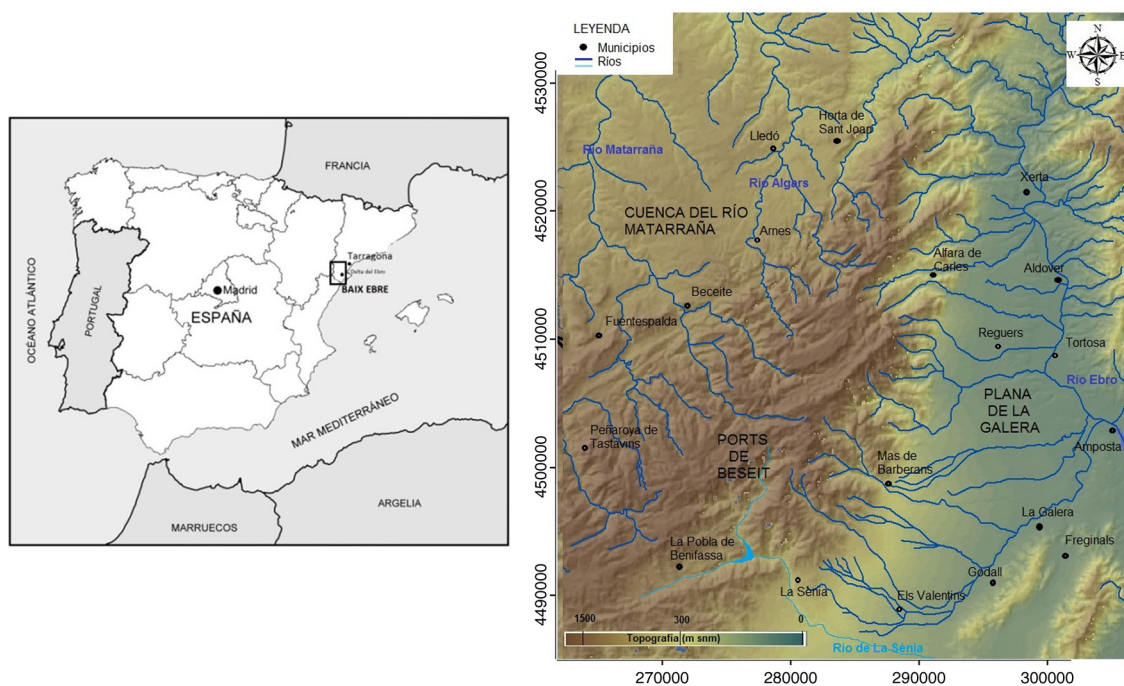 FRANCIA
OCÉANO ATLÁNTICO
PORTUGAL
Tarragona
Delta del Ebro
BAIX EBRE
Madrid
ESPAÑA
MAR MEDITERRÁNEO
ARGELIA
MARRUECOS
LEYENDA
Municipios
Ríos
N
W
E
S
4530000
4520000
4510000
4500000
4490000
Río Matarraña
Lledó
Horta de
Sant Joan
Río Algars
Xerta
CUENCA DEL RÍO
MATARRAÑA
Arnes
Alfara de
Carles
Aldover
Beceite
Fuentespalda
Reguers
Tortosa
Río Ebro
PLANA
DE LA
GALERA
Peñaroya de
Tastavins
PORTS
DE
BESEIT
Amposta
Mas de
Barberans
La Galera
Freginals
La Pobla de
Benifassa
Godall
La Sénia
Els Valentins
1500
300
0
Topografía (m snm)
Río de La Sénia
270000
280000
290000
300000